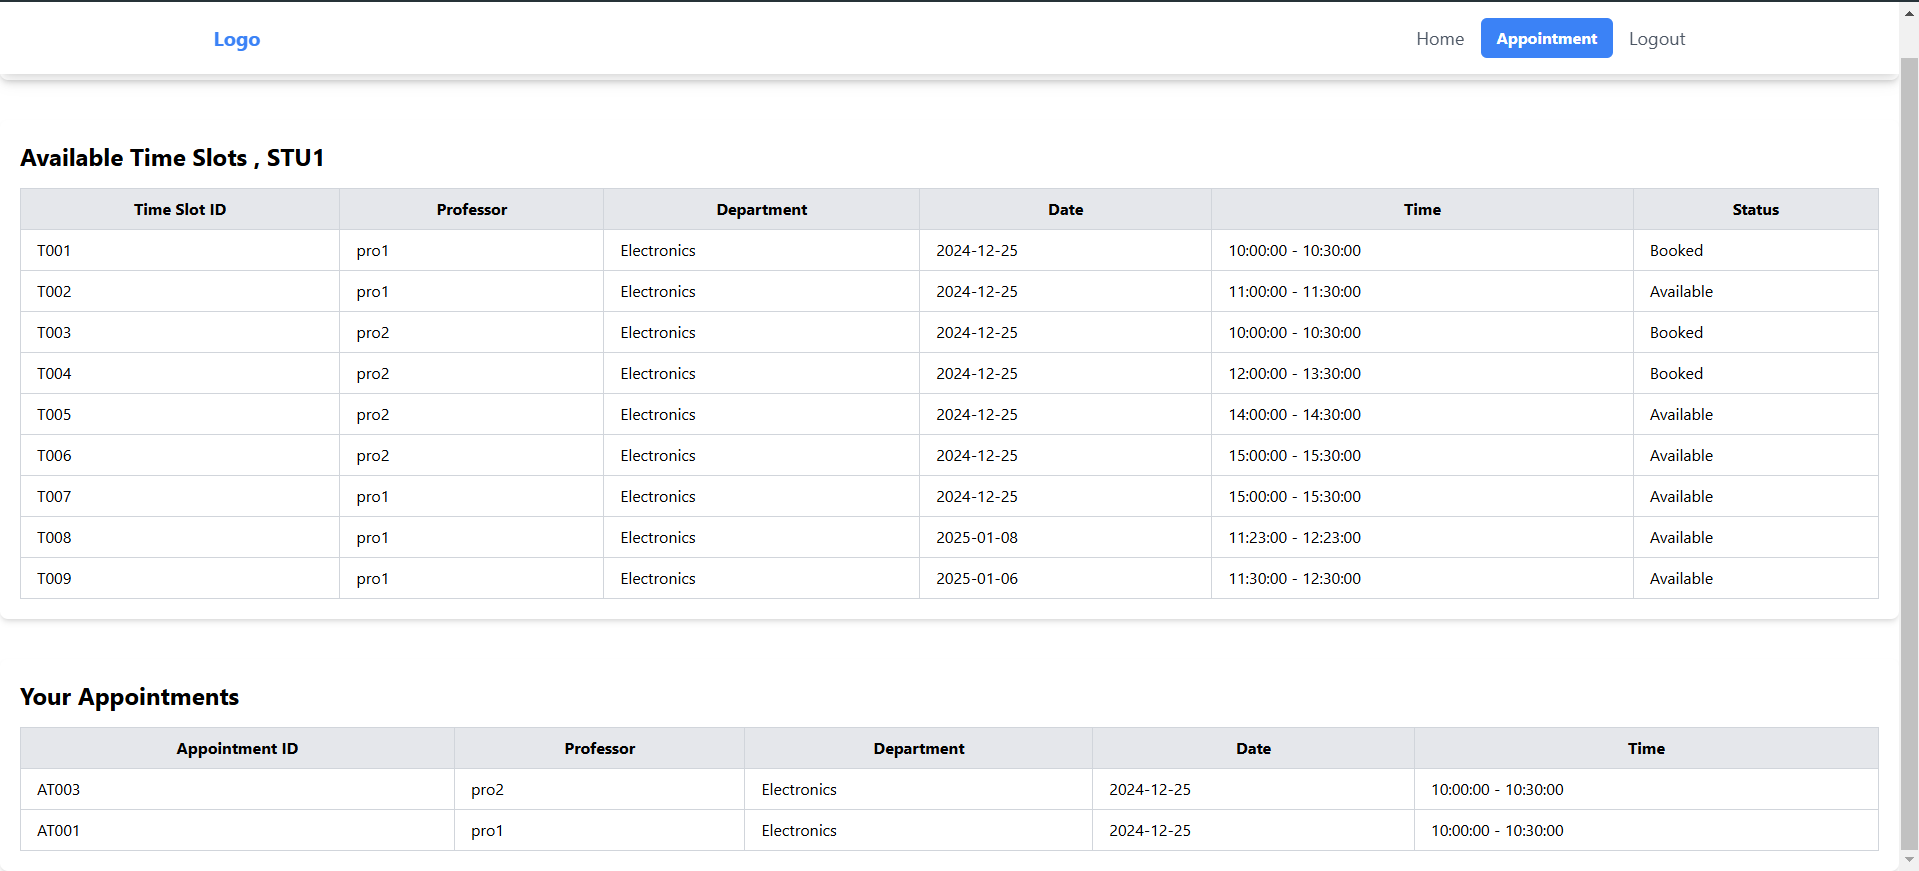 Logo Home Appointment Logout
Available Time Slots , STU1
Time Slot ID Professor Department Date Time Status
T001 pro1 Electronics 2024-12-25 10:00:00 - 10:30:00 Booked
T002 pro1 Electronics 2024-12-25 11:00:00 - 11:30:00 Available
T003 pro2 Electronics 2024-12-25 10:00:00 - 10:30:00 Booked
T004 pro2 Electronics 2024-12-25 12:00:00 - 13:30:00 Booked
T005 pro2 Electronics 2024-12-25 14:00:00 - 14:30:00 Available
T006 pro2 Electronics 2024-12-25 15:00:00 - 15:30:00 Available
T007 pro1 Electronics 2024-12-25 15:00:00 - 15:30:00 Available
T008 pro1 Electronics 2025-01-08 11:23:00 - 12:23:00 Available
T009 pro1 Electronics 2025-01-06 11:30:00 - 12:30:00 Available
Your Appointments
Appointment ID Professor Department Date Time
AT003 pro2 Electronics 2024-12-25 10:00:00 - 10:30:00
AT001 pro1 Electronics 2024-12-25 10:00:00 - 10:30:00